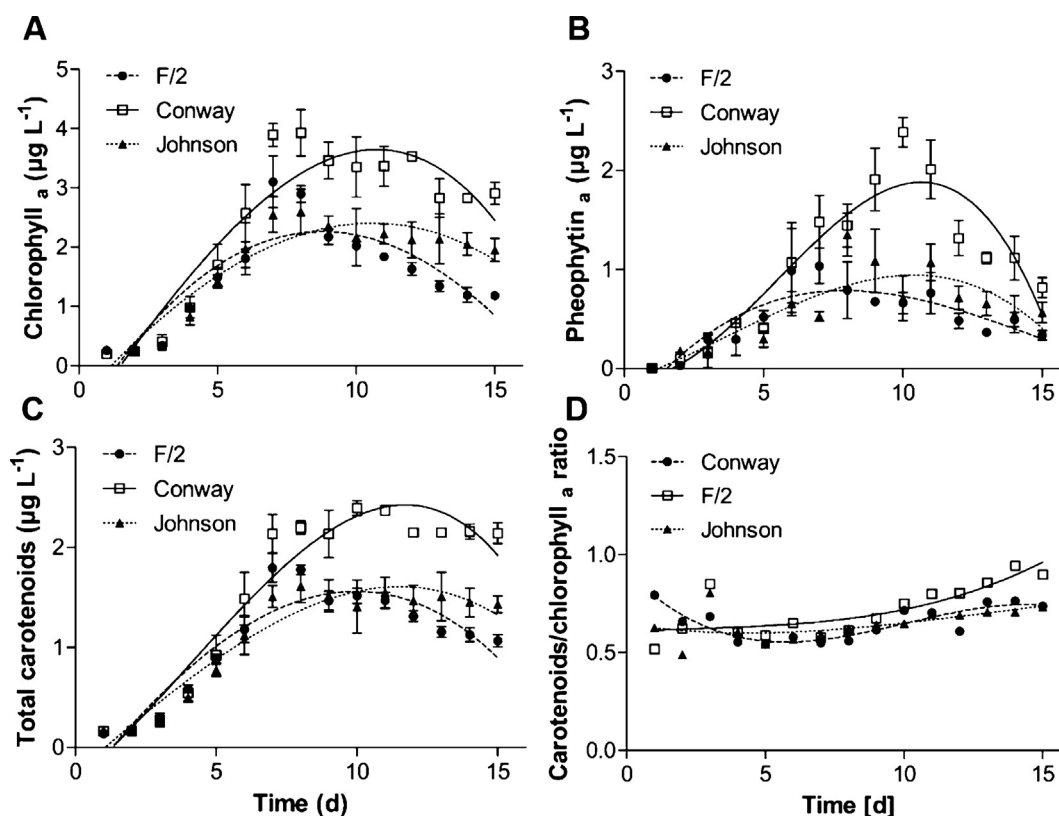 A
Chlorophyll a (µg L-1)
F/2
Conway
Johnson
5
4
3
2
1
0
0 5 10 15
B
Pheopytin a (µg L-1)
F/2
Conway
Johnson
3
2
1
0
0 5 10 15
C
Total carotenoids (µg L-1)
F/2
Conway
Johnson
3
2
1
0
0 5 10 15
Time (d)
D
Carotenoids/chlorophyll a ratio
Conway
F/2
Johnson
1.5
1.0
0.5
0.0
0 5 10 15
Time [d]